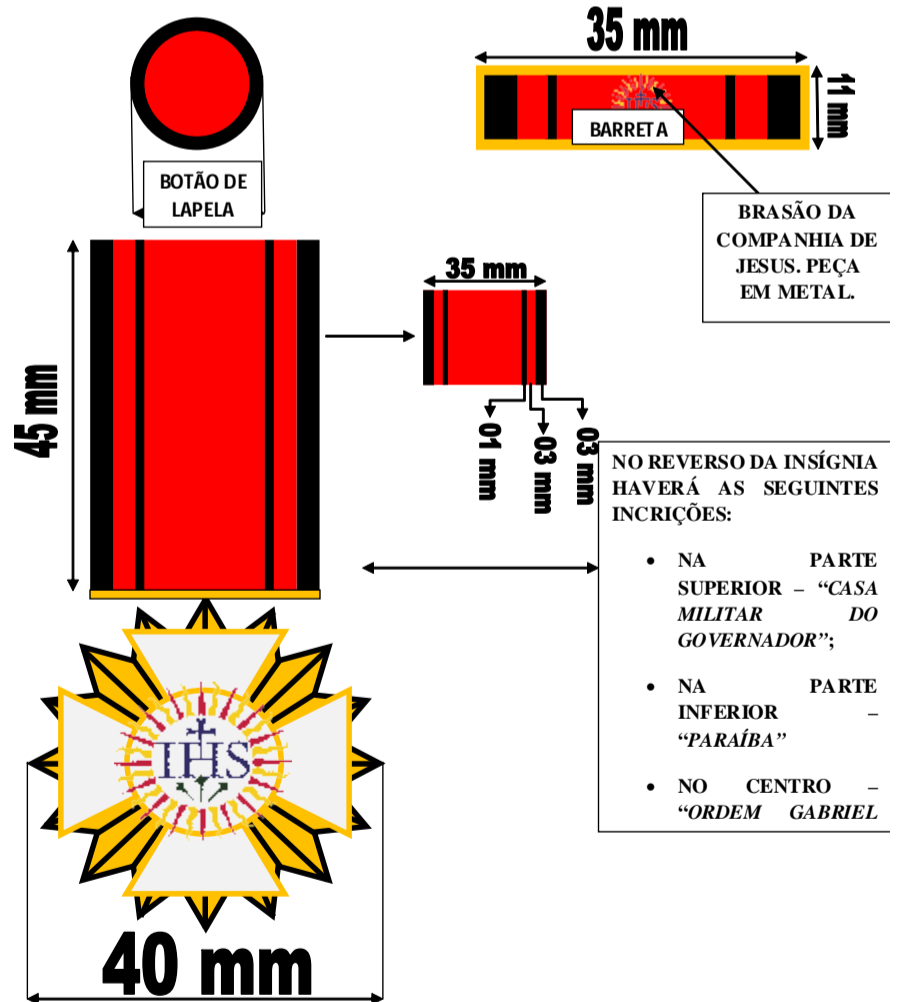 35 mm
11 mm
BARRETA
BOTÃO DE
LAPELA
BRASÃO DA
COMPANHIA DE
JESUS. PEÇA
EM METAL.
35 mm
45 mm
01 mm
03 mm
03 mm
NO REVERSO DA INSÍGNIA
HAVERÁ AS SEGUINTES
INCRIÇÕES:
• NA PARTE
SUPERIOR – “CASA
MILITAR DO
GOVERNADOR”;
• NA PARTE
INFERIOR –
“PARAÍBA”
• NO CENTRO –
“ORDEM GABRIEL
IHS
40 mm